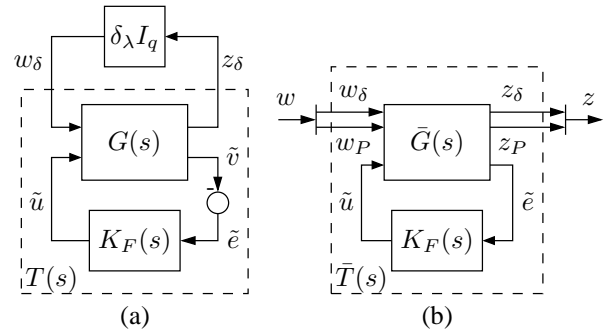 δ_λ I_q
w_δ
z_δ
G(s)
ṽ
-
ũ
K_F(s)
ẽ
T(s)
(a)
w
w_δ
w_P
z_δ
z_P
z
Ḡ(s)
ũ
ẽ
K_F(s)
T̄(s)
(b)